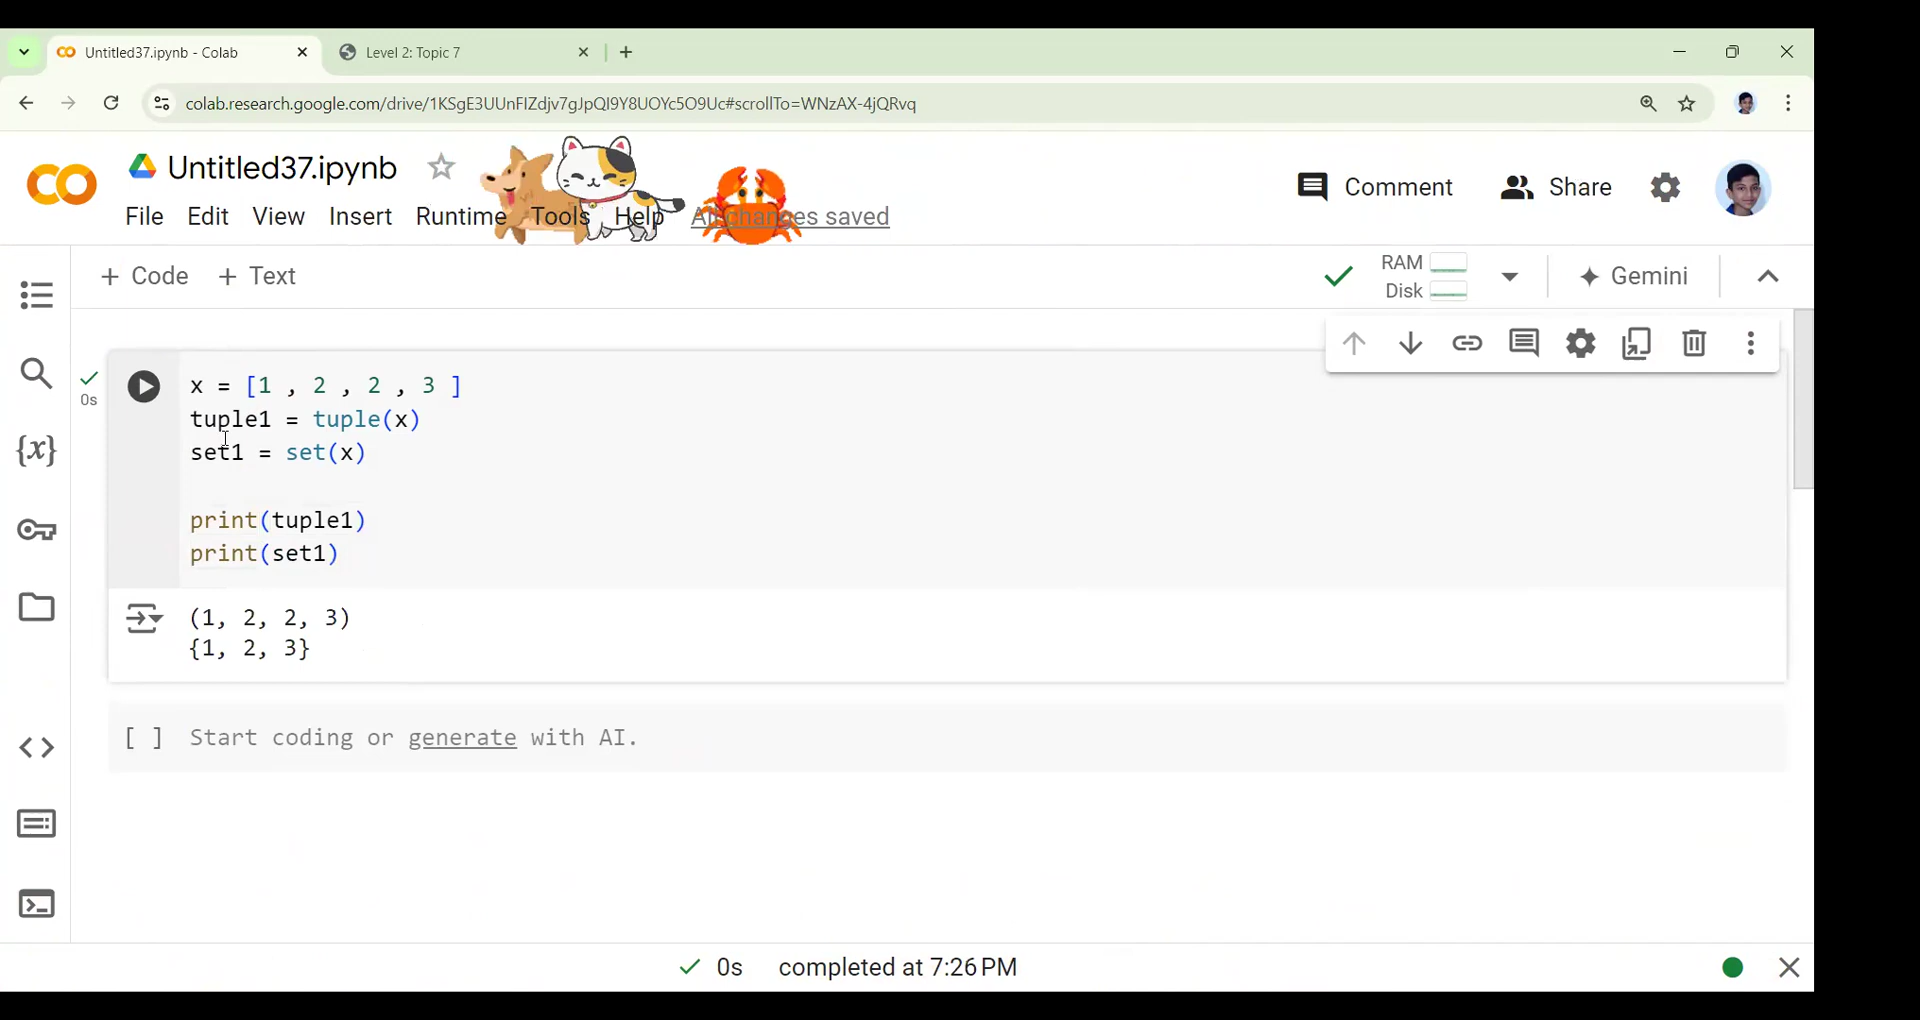 Untitled37.ipynb - Colab
Level 2: Topic 7
colab.research.google.com/drive/1KSgE3UUnFlZdjv7gJpQI9Y8UOYc5O9Uc#scrollTo=WNzAX-4jQRvq
Untitled37.ipynb
Comment
Share
File Edit View Insert Runtime Tools Help All changes saved
+ Code + Text
RAM
Disk
Gemini
0s
x = [1 , 2 , 2 , 3 ]
tuple1 = tuple(x)
set1 = set(x)
print(tuple1)
print(set1)
(1, 2, 2, 3)
{1, 2, 3}
[ ] Start coding or generate with AI.
0s completed at 7:26 PM